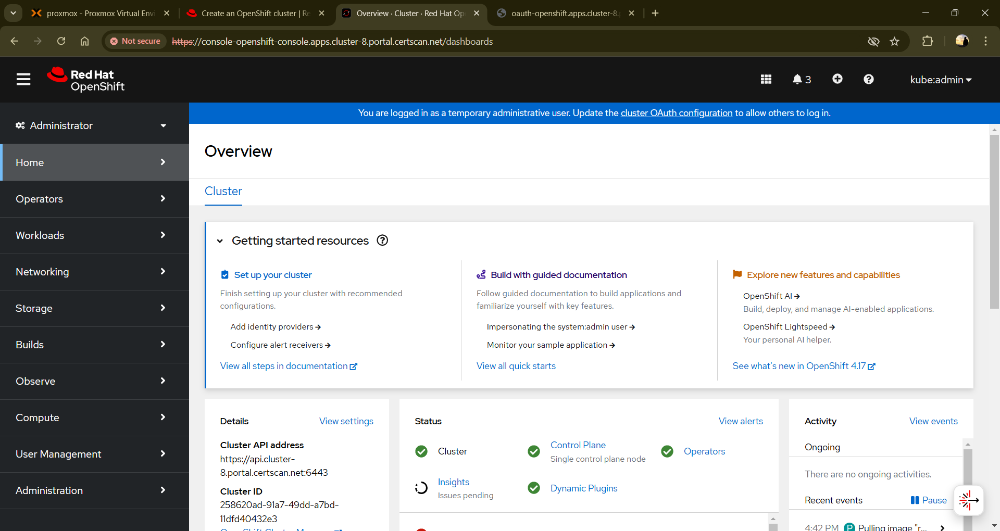 proxmox - Proxmox Virtual Envi
Create an OpenShift cluster | Re
Overview · Cluster · Red Hat Op
oauth-openshift.apps.cluster-8.p
Not secure
https://console-openshift-console.apps.cluster-8.portal.certscan.net/dashboards
Red Hat
OpenShift
3
kube:admin
You are logged in as a temporary administrative user. Update the cluster OAuth configuration to allow others to log in.
Administrator
Home
Operators
Workloads
Networking
Storage
Builds
Observe
Compute
User Management
Administration
Overview
Cluster
Getting started resources
Set up your cluster
Finish setting up your cluster with recommended
configurations.
Add identity providers
Configure alert receivers
View all steps in documentation
Build with guided documentation
Follow guided documentation to build applications and
familiarize yourself with key features.
Impersonating the system:admin user
Monitor your sample application
View all quick starts
Explore new features and capabilities
OpenShift AI
Build, deploy, and manage AI-enabled applications.
OpenShift Lightspeed
Your personal AI helper.
See what's new in OpenShift 4.17
Details
View settings
Cluster API address
https://api.cluster-
8.portal.certscan.net:6443
Cluster ID
258620ad-91a7-49dd-a7bd-
11dfd40432e3
Status
View alerts
Cluster
Control Plane
Single control plane node
Operators
Insights
Issues pending
Dynamic Plugins
Activity
View events
Ongoing
There are no ongoing activities.
Recent events
Pause
4:42 PM P Pulling image "r...